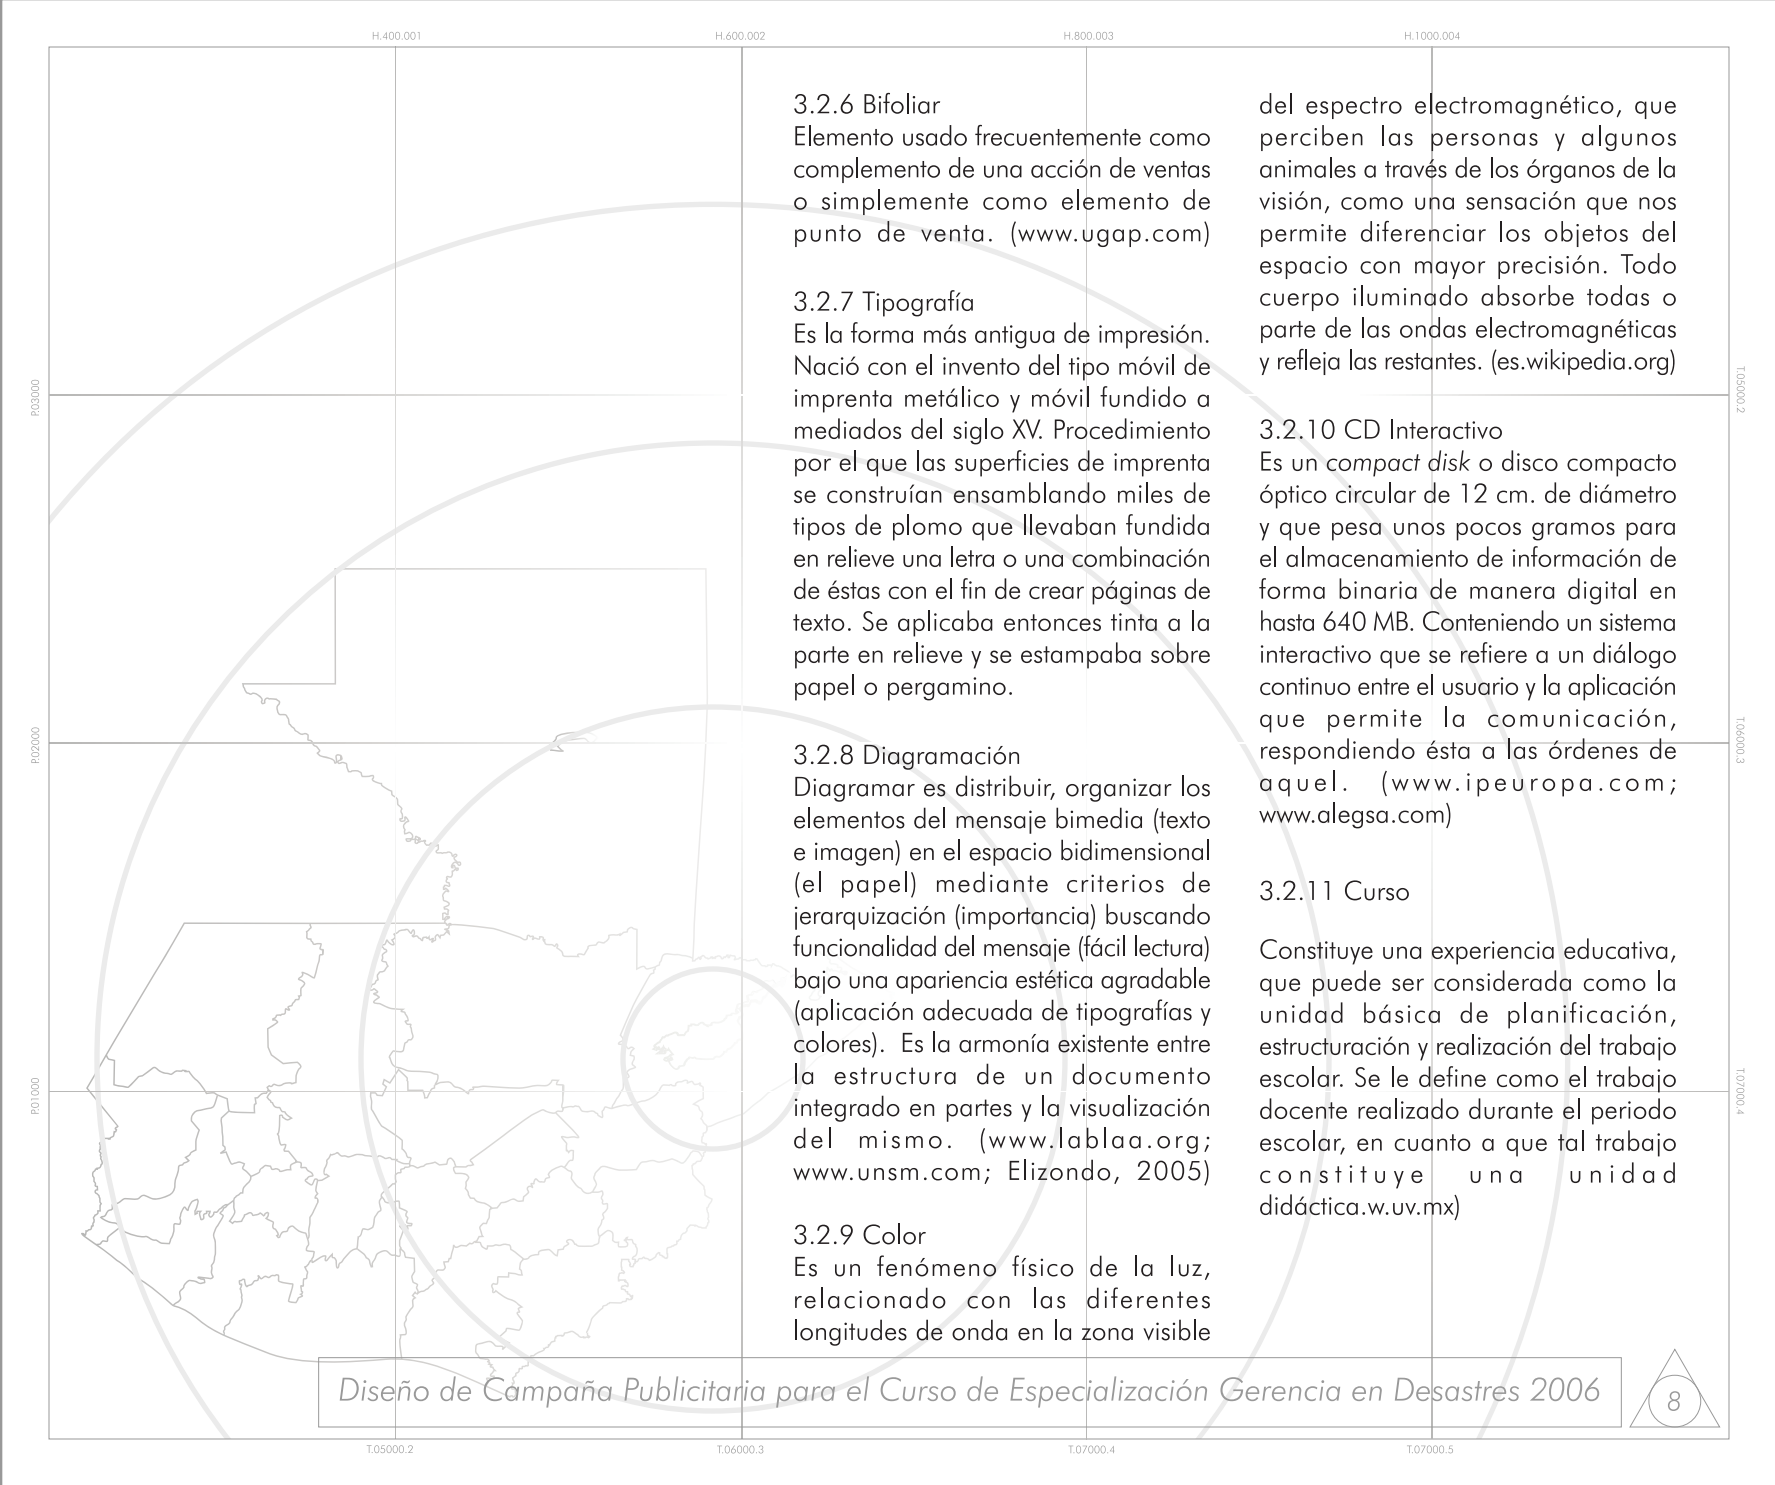 H.400.001
H.600.002
H.800.003
H.1000.004
3.2.6 Bifoliar
Elemento usado frecuentemente como
complemento de una acción de ventas
o simplemente como elemento de
punto de venta. (www.ugap.com)
3.2.7 Tipografía
Es la forma más antigua de impresión.
Nació con el invento del tipo móvil de
imprenta metálico y móvil fundido a
mediados del siglo XV. Procedimiento
por el que las superficies de imprenta
se construían ensamblando miles de
tipos de plomo que llevaban fundida
en relieve una letra o una combinación
de éstas con el fin de crear páginas de
texto. Se aplicaba entonces tinta a la
parte en relieve y se estampaba sobre
papel o pergamino.
3.2.8 Diagramación
Diagramar es distribuir, organizar los
elementos del mensaje bimedia (texto
e imagen) en el espacio bidimensional
(el papel) mediante criterios de
jerarquización (importancia) buscando
funcionalidad del mensaje (fácil lectura)
bajo una apariencia estética agradable
(aplicación adecuada de tipografías y
colores). Es la armonía existente entre
la estructura de un documento
integrado en partes y la visualización
del mismo. (www.lablaa.org;
www.unsm.com; Elizondo, 2005)
3.2.9 Color
Es un fenómeno físico de la luz,
relacionado con las diferentes
longitudes de onda en la zona visible
del espectro electromagnético, que
perciben las personas y algunos
animales a través de los órganos de la
visión, como una sensación que nos
permite diferenciar los objetos del
espacio con mayor precisión. Todo
cuerpo iluminado absorbe todas o
parte de las ondas electromagnéticas
y refleja las restantes. (es.wikipedia.org)
3.2.10 CD Interactivo
Es un compact disk o disco compacto
óptico circular de 12 cm. de diámetro
y que pesa unos pocos gramos para
el almacenamiento de información de
forma binaria de manera digital en
hasta 640 MB. Conteniendo un sistema
interactivo que se refiere a un diálogo
continuo entre el usuario y la aplicación
que permite la comunicación,
respondiendo ésta a las órdenes de
aquel. (www.ipeuropa.com;
www.alegsa.com)
3.2.11 Curso
Constituye una experiencia educativa,
que puede ser considerada como la
unidad básica de planificación,
estructuración y realización del trabajo
escolar. Se le define como el trabajo
docente realizado durante el periodo
escolar, en cuanto a que tal trabajo
constituye una unidad
didáctica.w.uv.mx)
P.03000
P.02000
P.01000
T.05000.2
T.06000.3
T.07000.4
Diseño de Campaña Publicitaria para el Curso de Especialización Gerencia en Desastres 2006
8
T.05000.2
T.06000.3
T.07000.4
T.07000.5